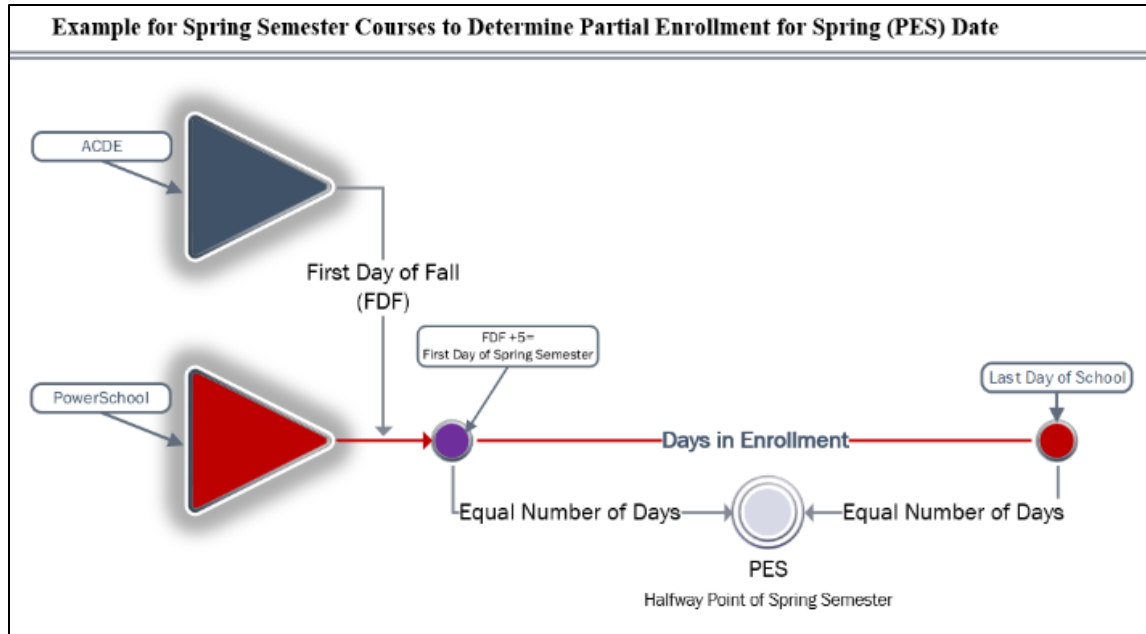 Example for Spring Semester Courses to Determine Partial Enrollment for Spring (PES) Date
ACDE
First Day of Fall
(FDF)
FDF +5=
First Day of Spring Semester
PowerSchool
Last Day of School
Days in Enrollment
Equal Number of Days
Equal Number of Days
PES
Halfway Point of Spring Semester